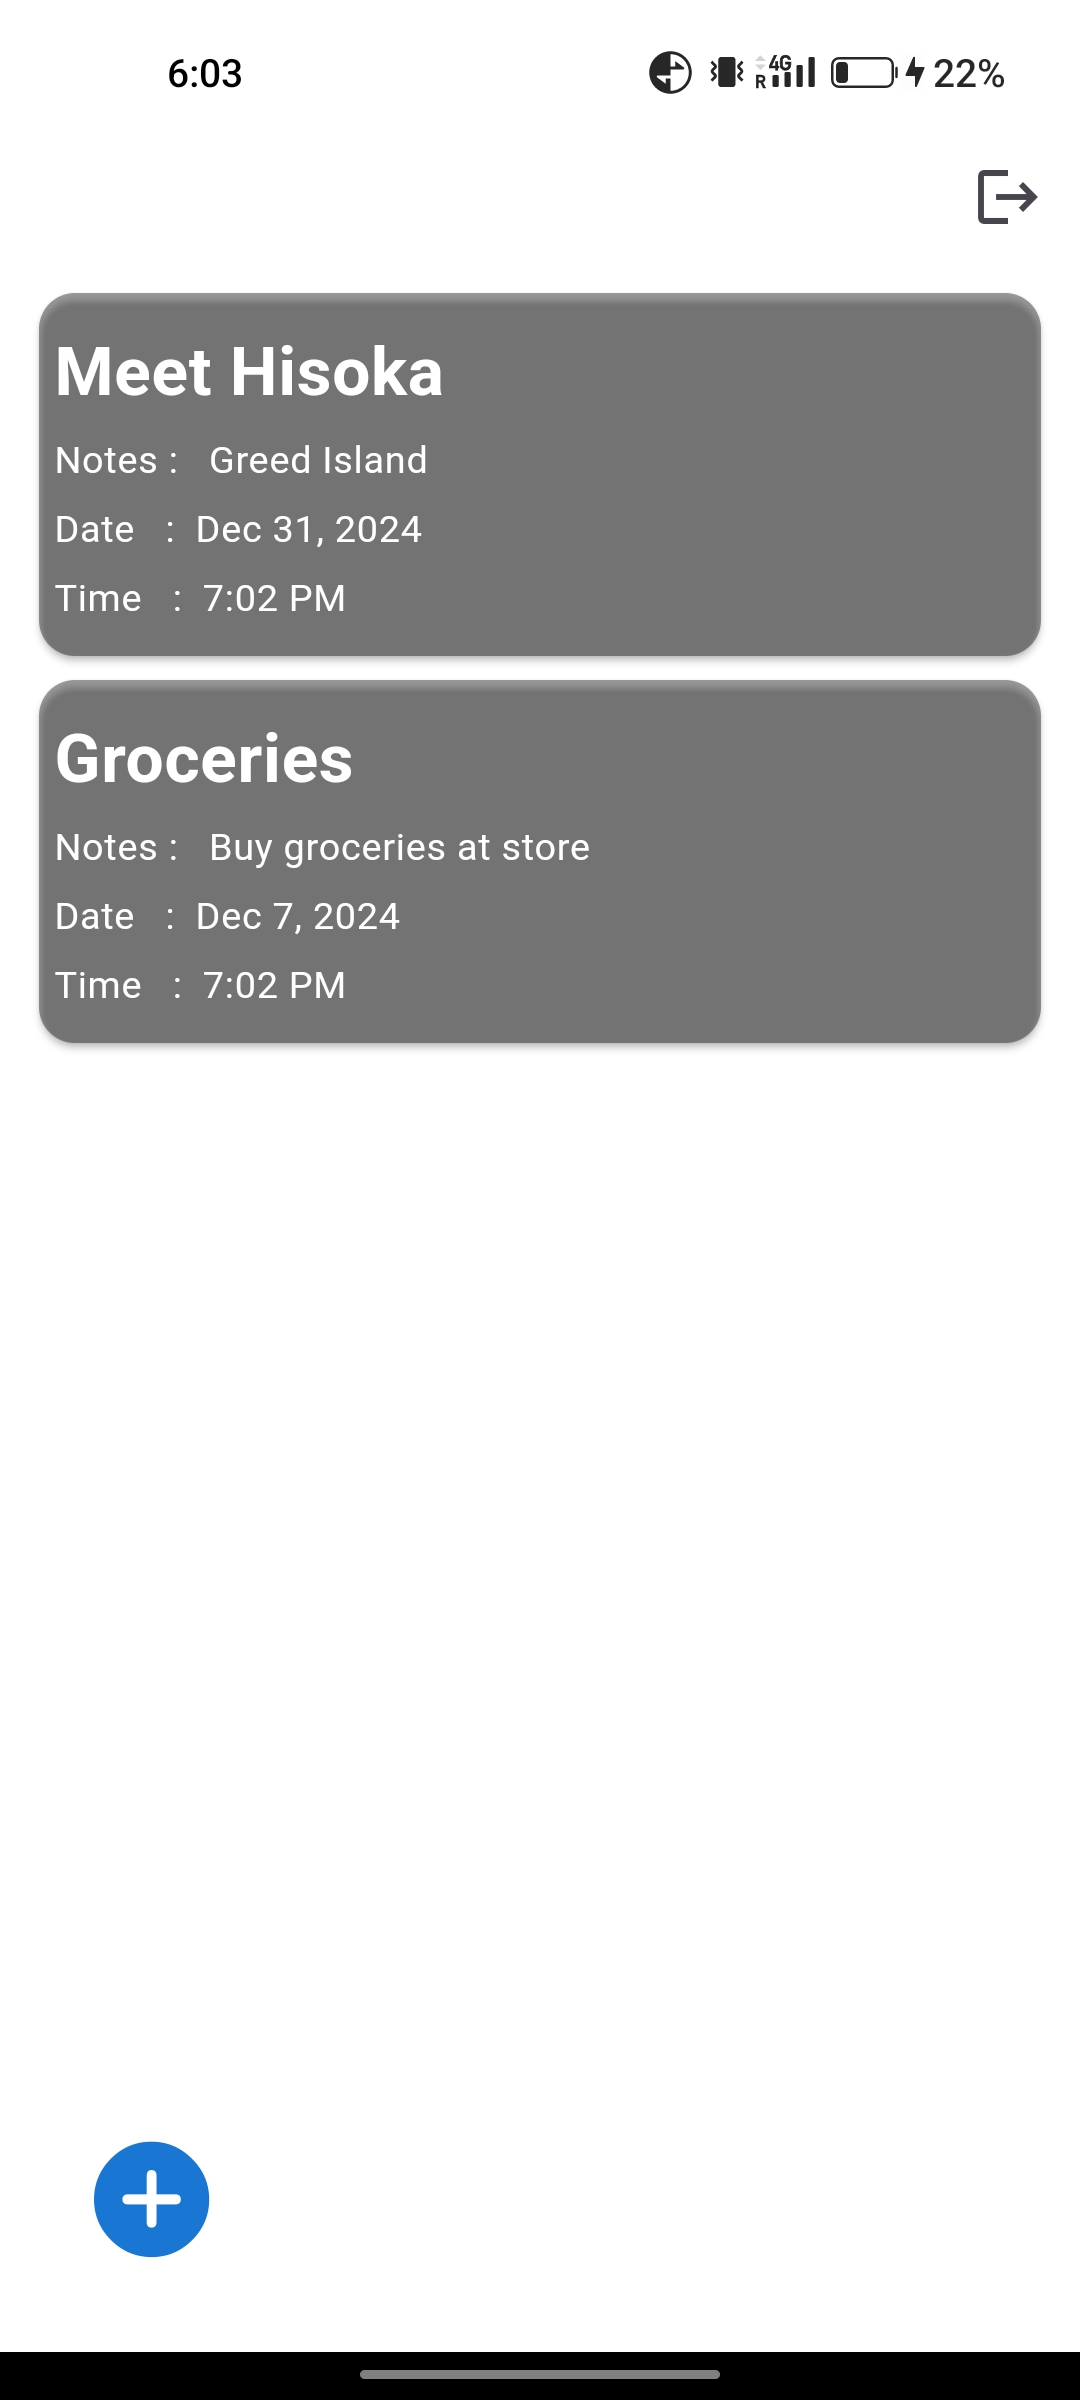 6:03
4G
R
22%
Meet Hisoka
Notes :   Greed Island
Date   :  Dec 31, 2024
Time   :  7:02 PM
Groceries
Notes :   Buy groceries at store
Date   :  Dec 7, 2024
Time   :  7:02 PM